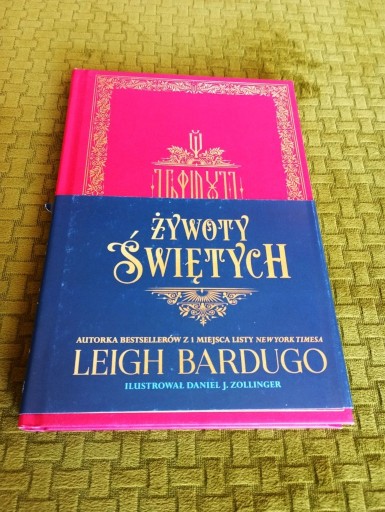 ŻYWOTY
ŚWIĘTYCH
AUTORKA BESTSELLERÓW Z 1 MIEJSCA LISTY NEW YORK TIMESA
LEIGH BARDUGO
ILUSTROWAŁ DANIEL J. ZOLLINGER